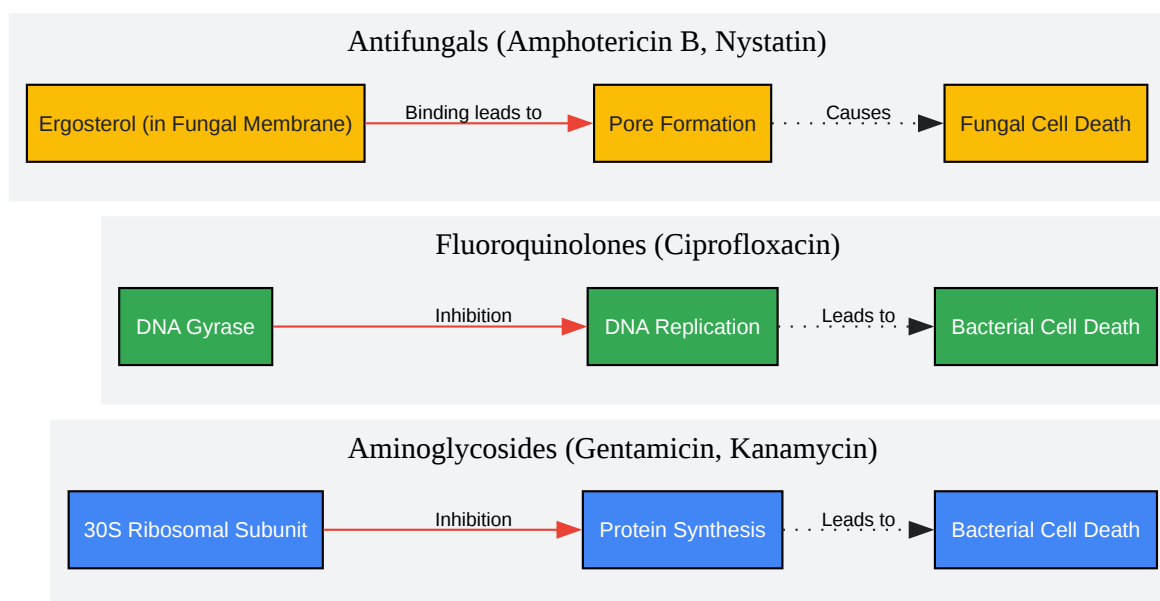 Antifungals (Amphotericin B, Nystatin)
Ergosterol (in Fungal Membrane)
Binding leads to
Pore Formation
Causes
Fungal Cell Death
Fluoroquinolones (Ciprofloxacin)
DNA Gyrase
Inhibition
DNA Replication
Leads to
Bacterial Cell Death
Aminoglycosides (Gentamicin, Kanamycin)
30S Ribosomal Subunit
Inhibition
Protein Synthesis
Leads to
Bacterial Cell Death